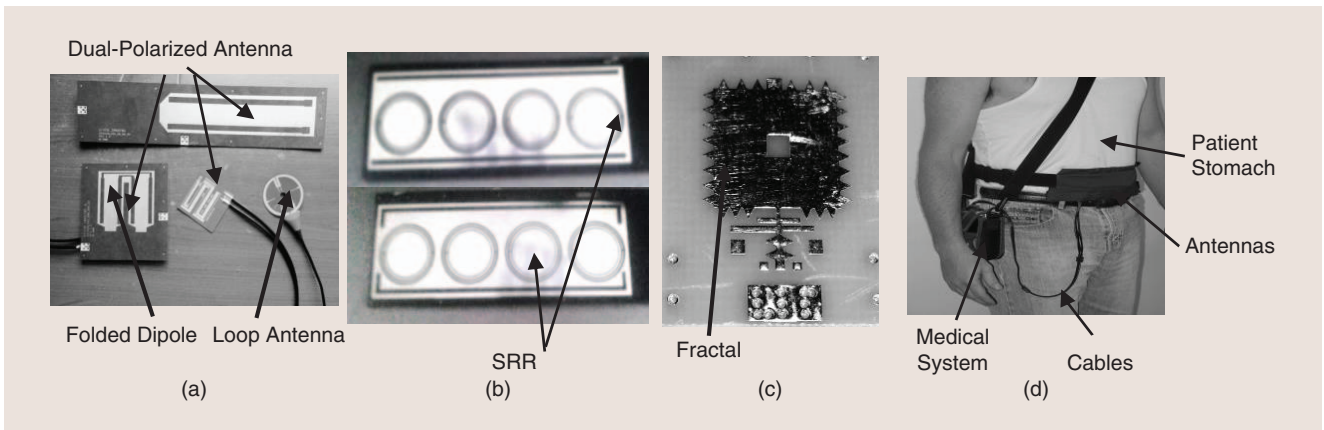 Dual-Polarized Antenna
Folded Dipole
Loop Antenna
(a)
SRR
(b)
Fractal
(c)
Patient
Stomach
Antennas
Medical
System
Cables
(d)